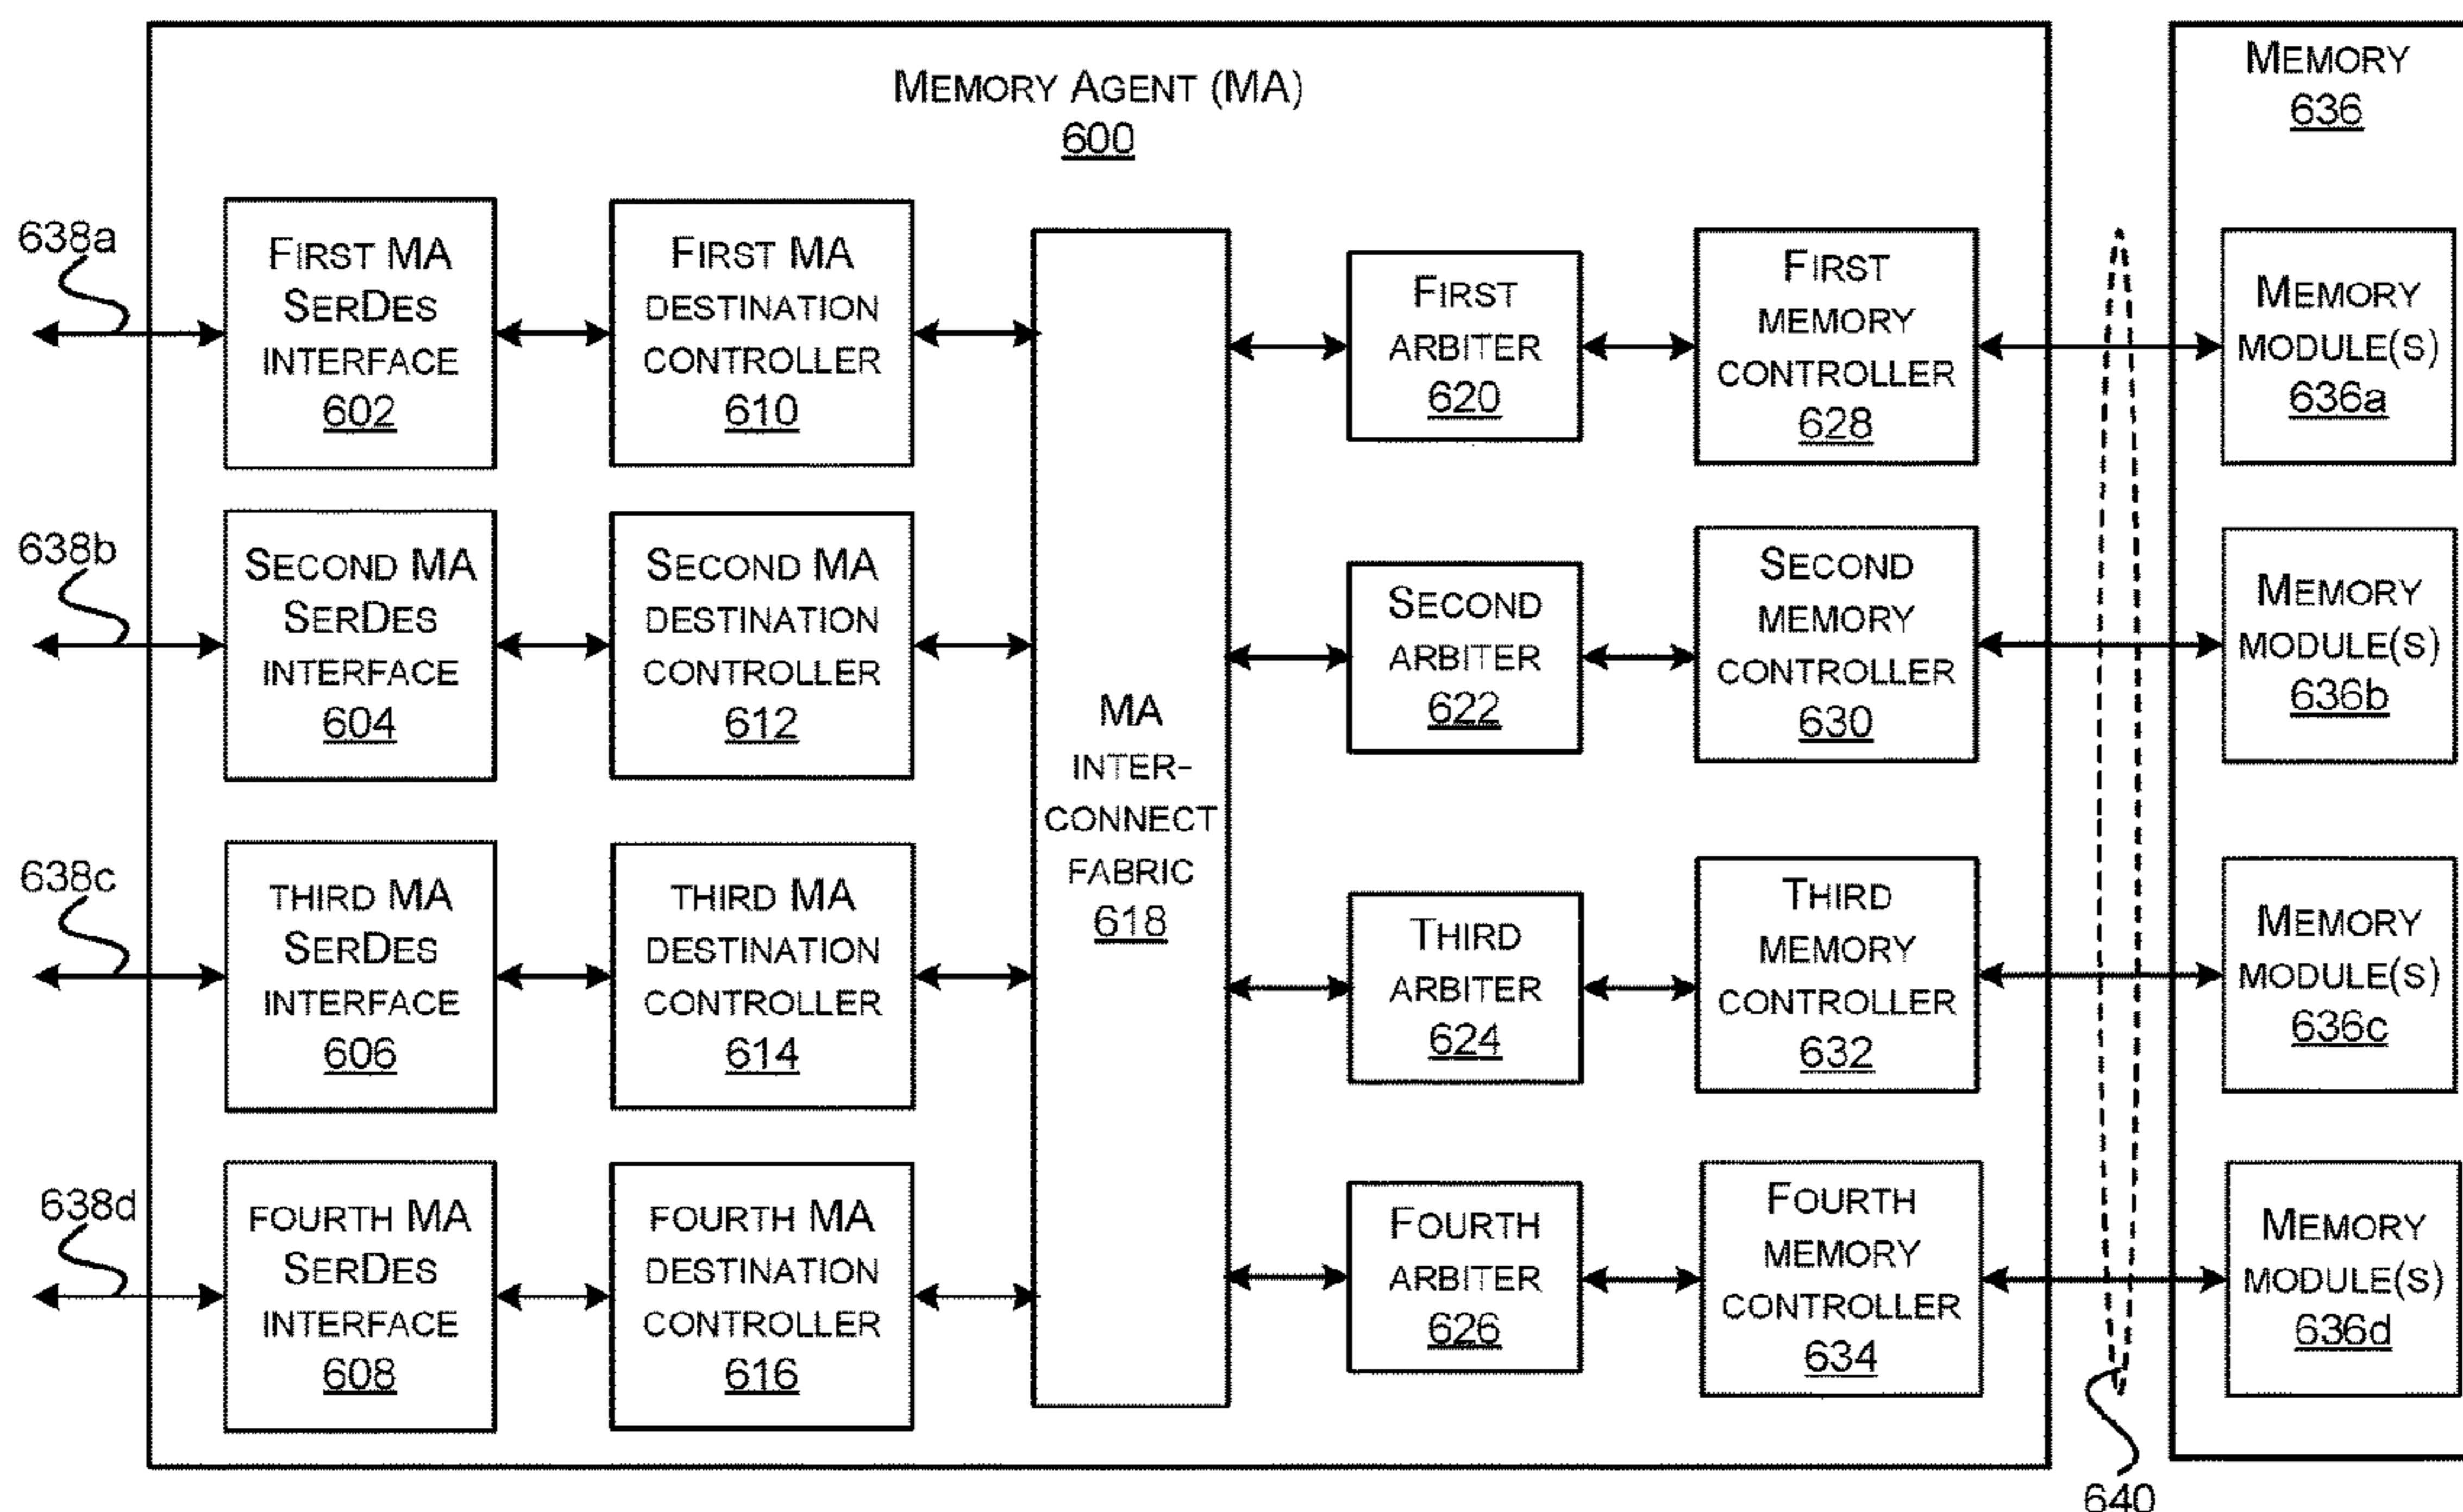 MEMORY AGENT (MA)
600
MEMORY
636
638a
FIRST MA
SERDES
INTERFACE
602
FIRST MA
DESTINATION
CONTROLLER
610
FIRST
ARBITER
620
FIRST
MEMORY
CONTROLLER
628
MEMORY
MODULE(S)
636a
638b
SECOND MA
SERDES
INTERFACE
604
SECOND MA
DESTINATION
CONTROLLER
612
MA
INTER-
CONNECT
FABRIC
618
SECOND
ARBITER
622
SECOND
MEMORY
CONTROLLER
630
MEMORY
MODULE(S)
636b
638c
THIRD MA
SERDES
INTERFACE
606
THIRD MA
DESTINATION
CONTROLLER
614
THIRD
ARBITER
624
THIRD
MEMORY
CONTROLLER
632
MEMORY
MODULE(S)
636c
638d
FOURTH MA
SERDES
INTERFACE
608
FOURTH MA
DESTINATION
CONTROLLER
616
FOURTH
ARBITER
626
FOURTH
MEMORY
CONTROLLER
634
MEMORY
MODULE(S)
636d
640